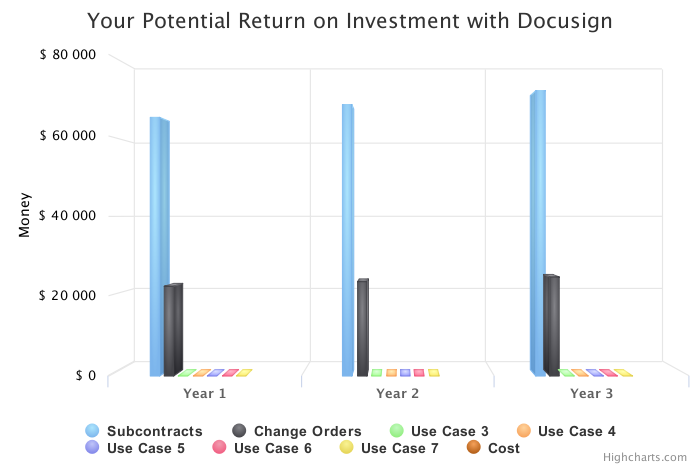 Your Potential Return on Investment with Docusign
$ 80 000
$ 60 000
$ 40 000
$ 20 000
$ 0
Money
Year 1
Year 2
Year 3
Subcontracts
Change Orders
Use Case 3
Use Case 4
Use Case 5
Use Case 6
Use Case 7
Cost
Highcharts.com